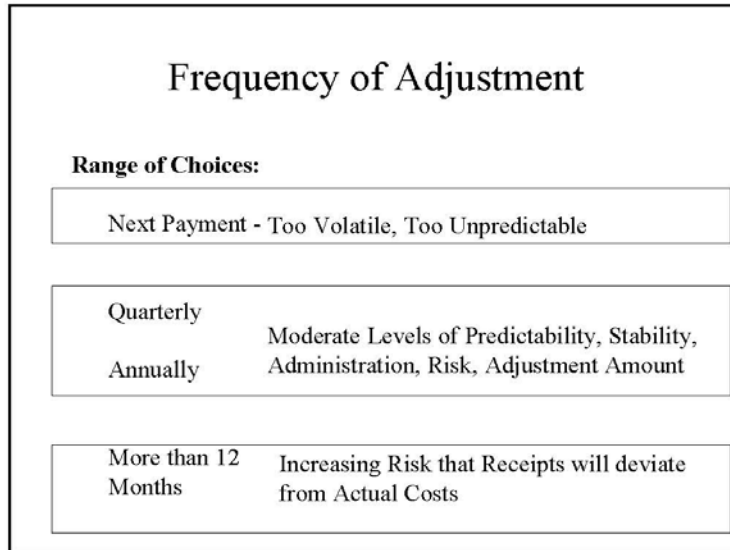 Frequency of Adjustment
Range of Choices:
Next Payment - Too Volatile, Too Unpredictable
Quarterly
Annually
Moderate Levels of Predictability, Stability,
Administration, Risk, Adjustment Amount
More than 12
Months
Increasing Risk that Receipts will deviate
from Actual Costs